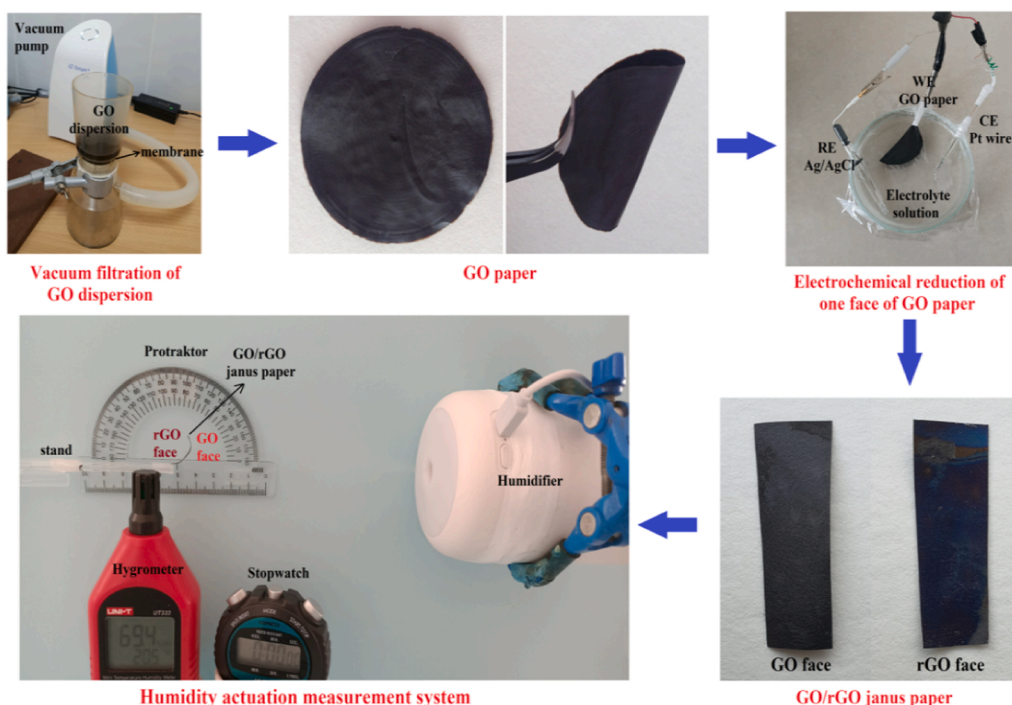 Vacuum
pump
GO
dispersion
membrane
Vacuum filtration of
GO dispersion
GO paper
WE
GO paper
CE
Pt wire
RE
Ag/AgCl
Electrolyte
solution
Electrochemical reduction of
one face of GO paper
Protraktor
GO/rGO
janus paper
rGO
face
GO
face
stand
Humidifier
Hygrometer
Stopwatch
UNI-T
UT333
69.4
Humidity actuation measurement system
GO face
rGO face
GO/rGO janus paper